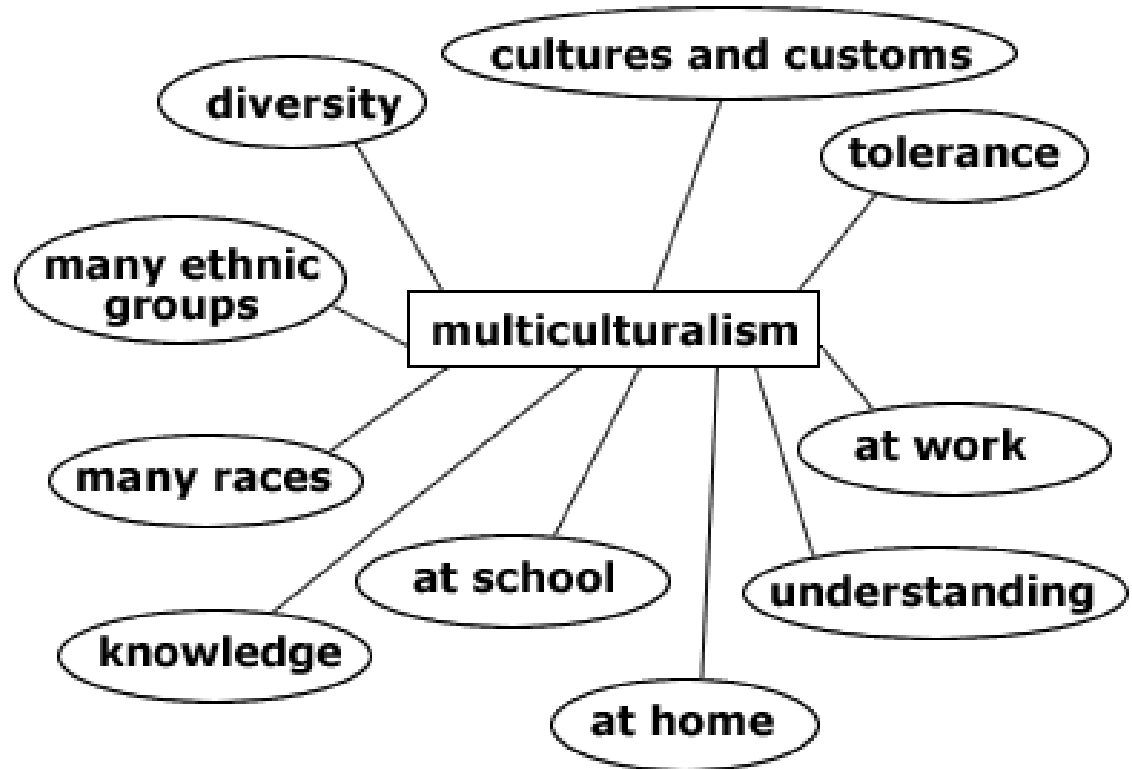 cultures and customs
diversity
tolerance
many ethnic
groups
multiculturalism
at work
many races
at school
understanding
knowledge
at home